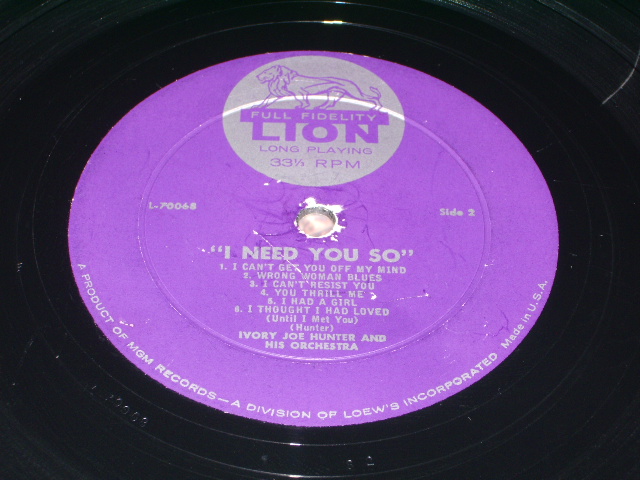 FULL FIDELITY
LION
LONG PLAYING
33⅓ RPM
L-70068
Side 2
"I NEED YOU SO"
1. I CAN'T GET YOU OFF MY MIND
2. WRONG WOMAN BLUES
3. I CAN'T RESIST YOU
4. YOU THRILL ME
5. I HAD A GIRL
6. I THOUGHT I HAD LOVED
(Until I Met You)
(Hunter)
IVORY JOE HUNTER AND
HIS ORCHESTRA
A PRODUCT OF MGM RECORDS—A DIVISION OF LOEW'S INCORPORATED
Made in U.S.A.